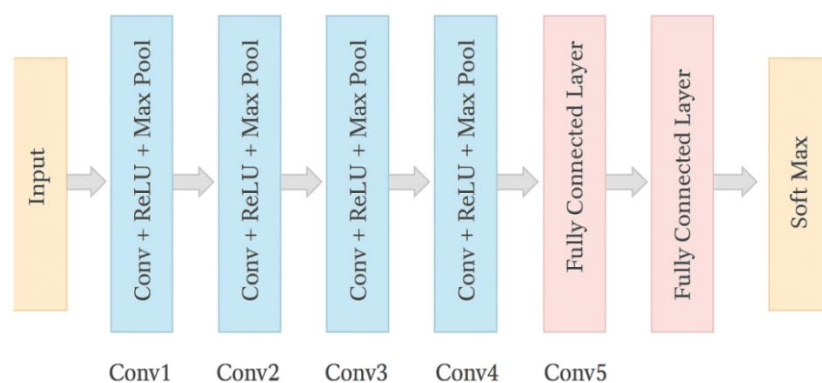 Input
Conv + ReLU + Max Pool
Conv + ReLU + Max Pool
Conv + ReLU + Max Pool
Conv + ReLU + Max Pool
Fully Connected Layer
Fully Connected Layer
Soft Max
Conv1
Conv2
Conv3
Conv4
Conv5